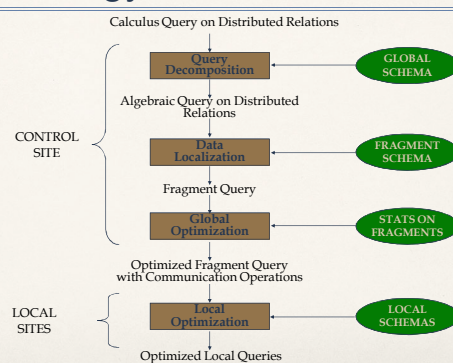 Calculus Query on Distributed Relations
Query
Decomposition
GLOBAL
SCHEMA
Algebraic Query on Distributed
Relations
CONTROL
SITE
Data
Localization
FRAGMENT
SCHEMA
Fragment Query
Global
Optimization
STATS ON
FRAGMENTS
Optimized Fragment Query
with Communication Operations
LOCAL
SITES
Local
Optimization
LOCAL
SCHEMAS
Optimized Local Queries